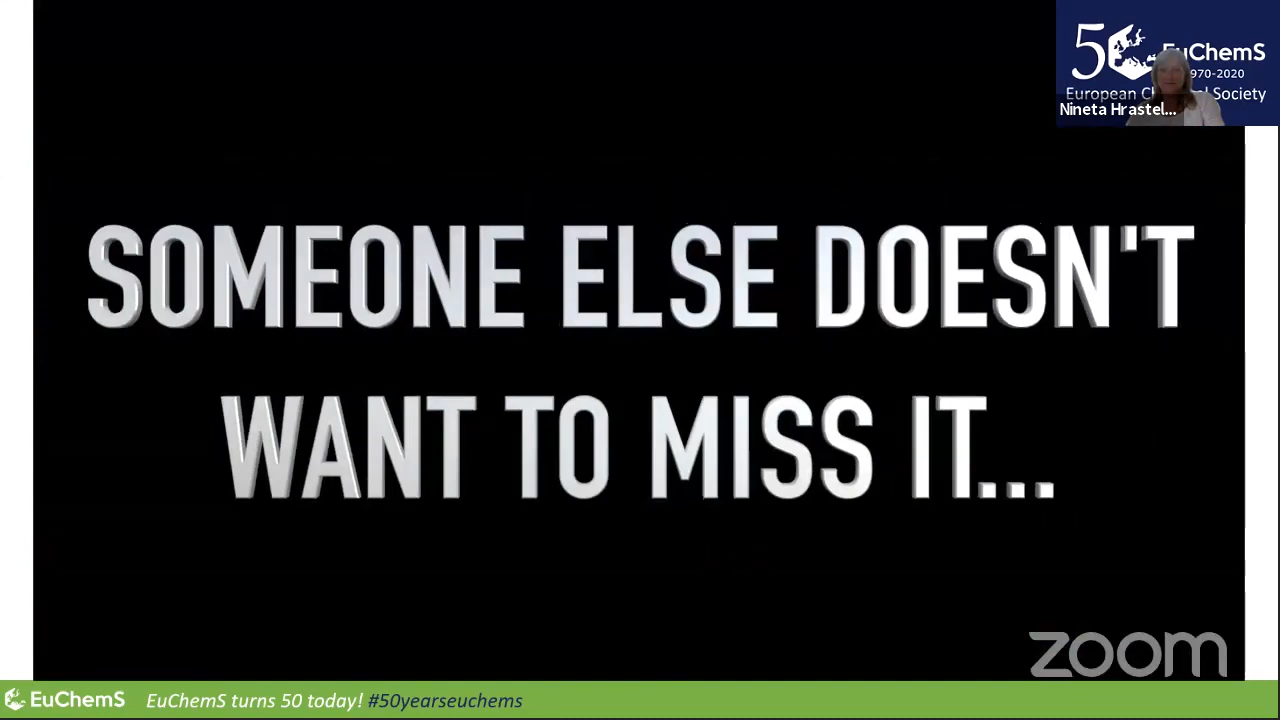 50 EuChemS
1970-2020
European Chemical Society
Nineta Hrastel...
SOMEONE ELSE DOESN'T
WANT TO MISS IT...
zoom
EuChemS EuChemS turns 50 today! #50yearseuchems